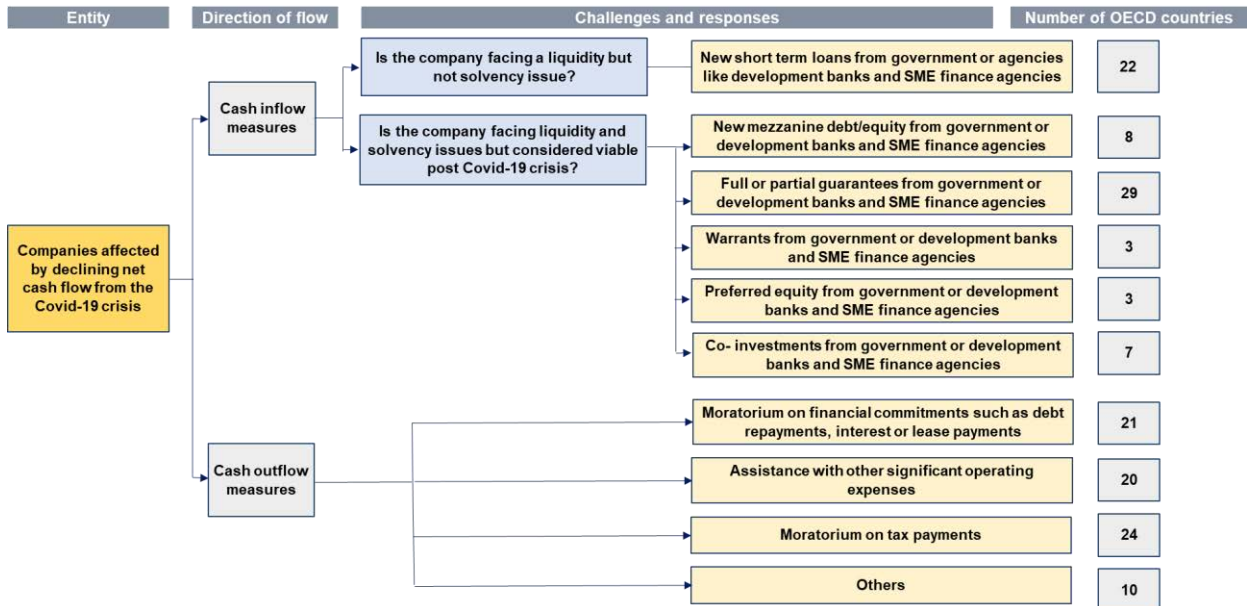 Entity
Direction of flow
Challenges and responses
Number of OECD countries
Is the company facing a liquidity but
not solvency issue?
New short term loans from government or agencies
like development banks and SME finance agencies
22
Cash inflow
measures
Is the company facing liquidity and
solvency issues but considered viable
post Covid-19 crisis?
New mezzanine debt/equity from government or
development banks and SME finance agencies
8
Full or partial guarantees from government or
development banks and SME finance agencies
29
Companies affected
by declining net
cash flow from the
Covid-19 crisis
Warrants from government or development banks
and SME finance agencies
3
Preferred equity from government or development
banks and SME finance agencies
3
Co- investments from government or development
banks and SME finance agencies
7
Cash outflow
measures
Moratorium on financial commitments such as debt
repayments, interest or lease payments
21
Assistance with other significant operating
expenses
20
Moratorium on tax payments
24
Others
10